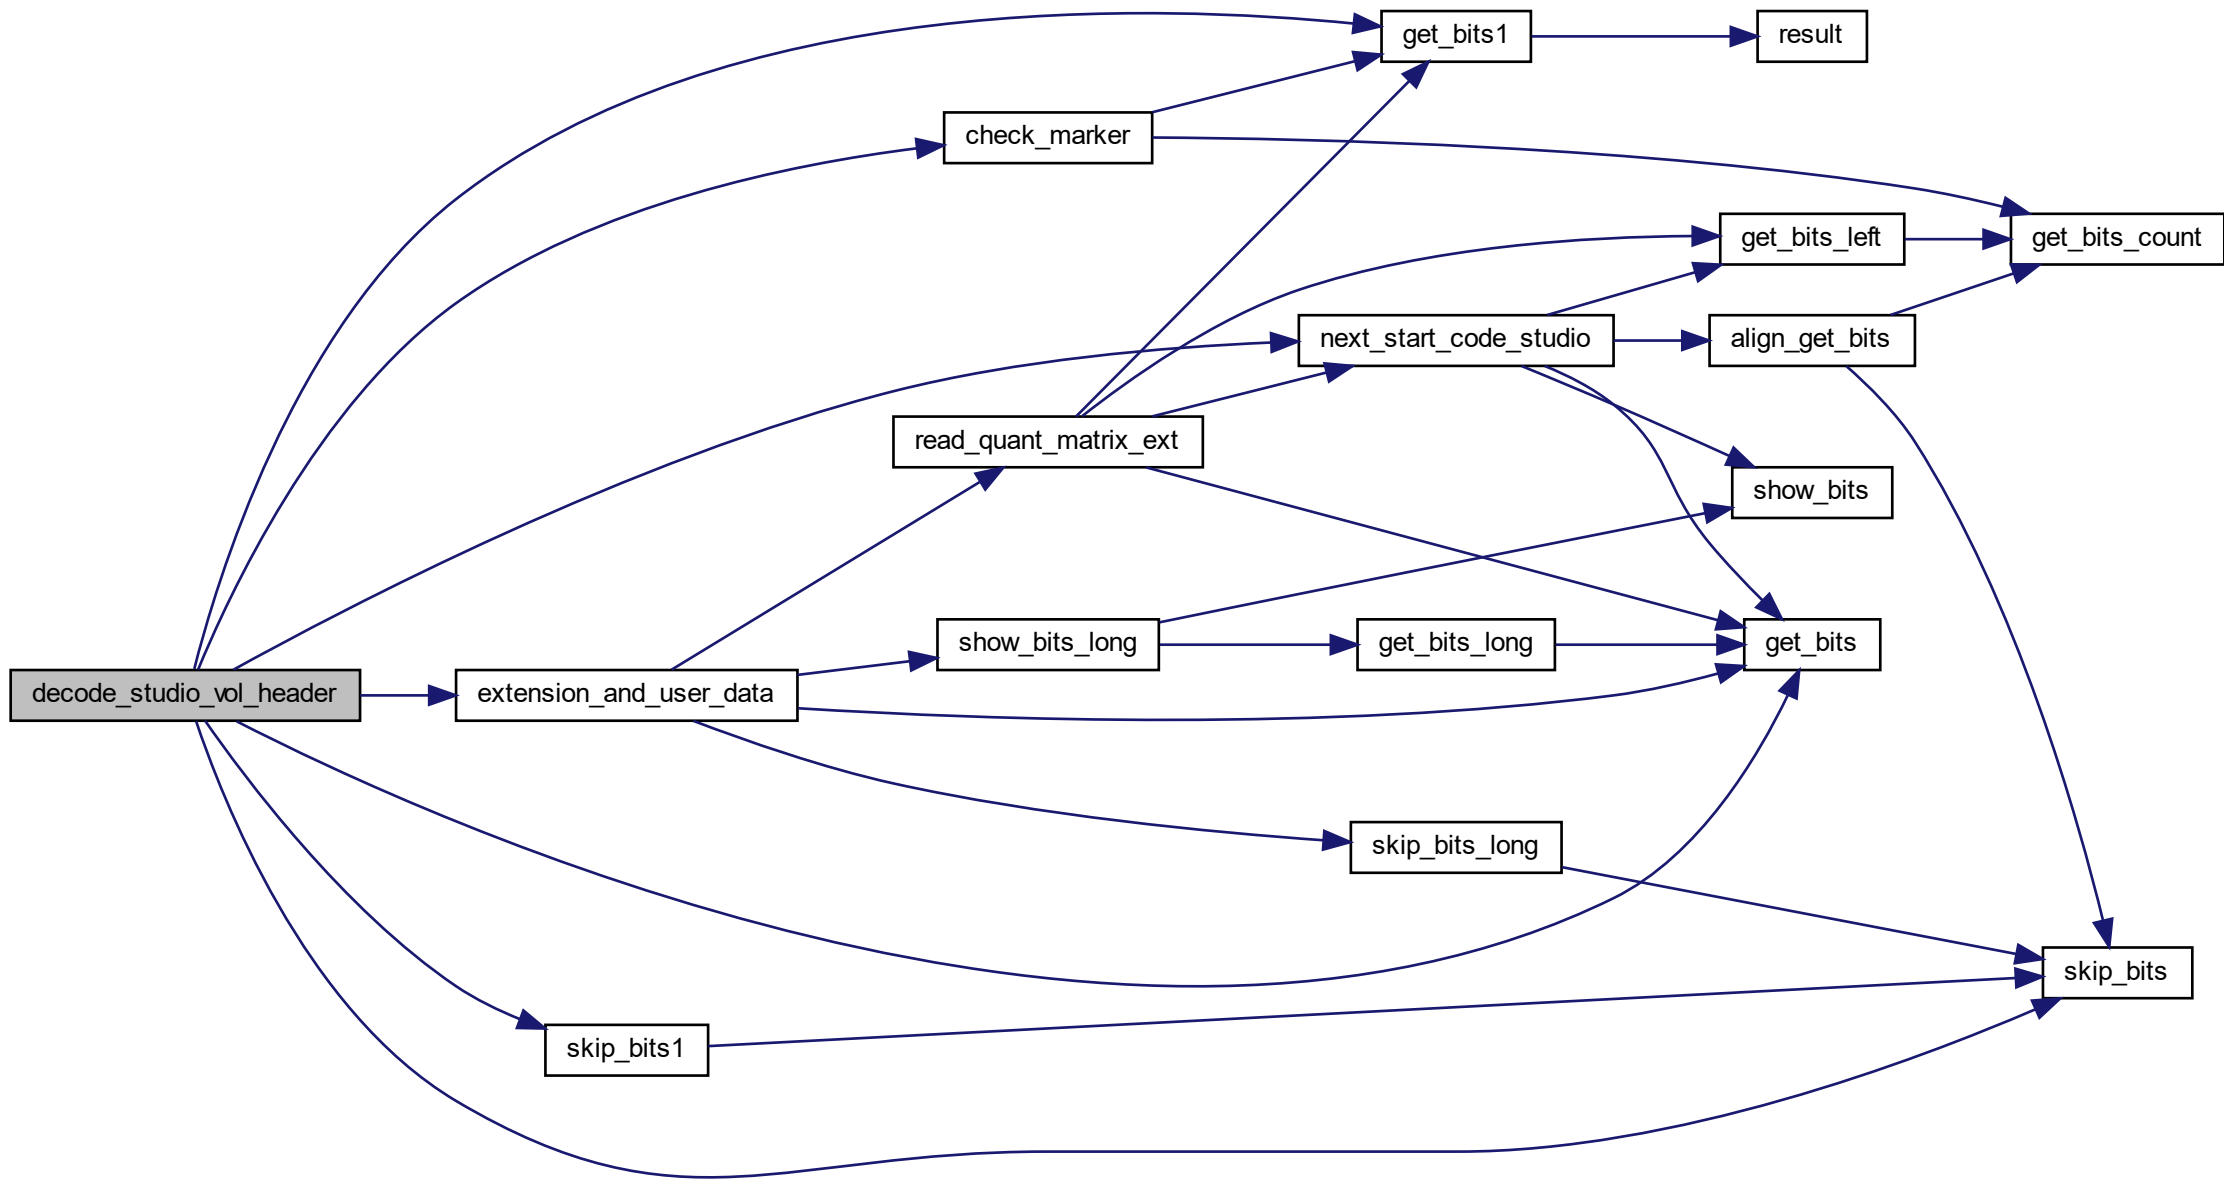 get_bits1
result
check_marker
get_bits_left
get_bits_count
next_start_code_studio
align_get_bits
read_quant_matrix_ext
show_bits
show_bits_long
get_bits_long
get_bits
decode_studio_vol_header
extension_and_user_data
skip_bits_long
skip_bits
skip_bits1